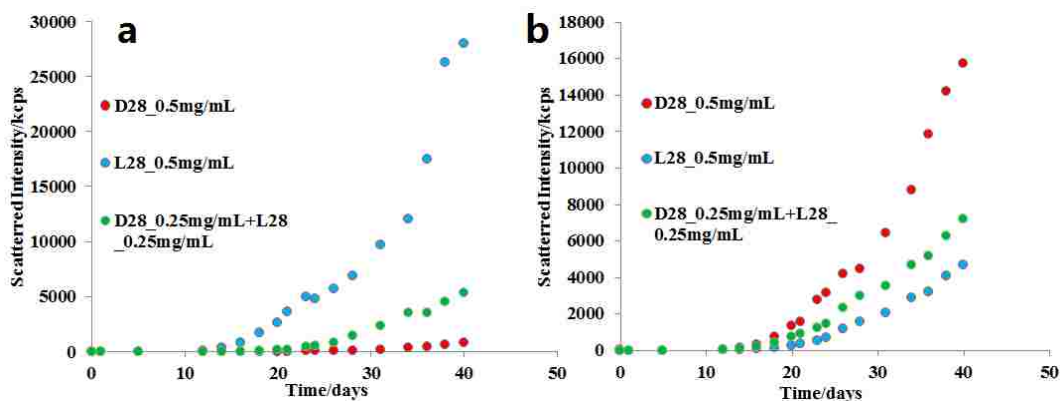 a
30000
25000
20000
15000
10000
5000
0
Scatterred Intensity/kcps
D28_0.5mg/mL
L28_0.5mg/mL
D28_0.25mg/mL+L28
_0.25mg/mL
0 10 20 30 40 50
Time/days
b
18000
16000
14000
12000
10000
8000
6000
4000
2000
0
Scatterred Intensity/kcps
D28_0.5mg/mL
L28_0.5mg/mL
D28_0.25mg/mL+L28_
0.25mg/mL
0 10 20 30 40 50
Time/days